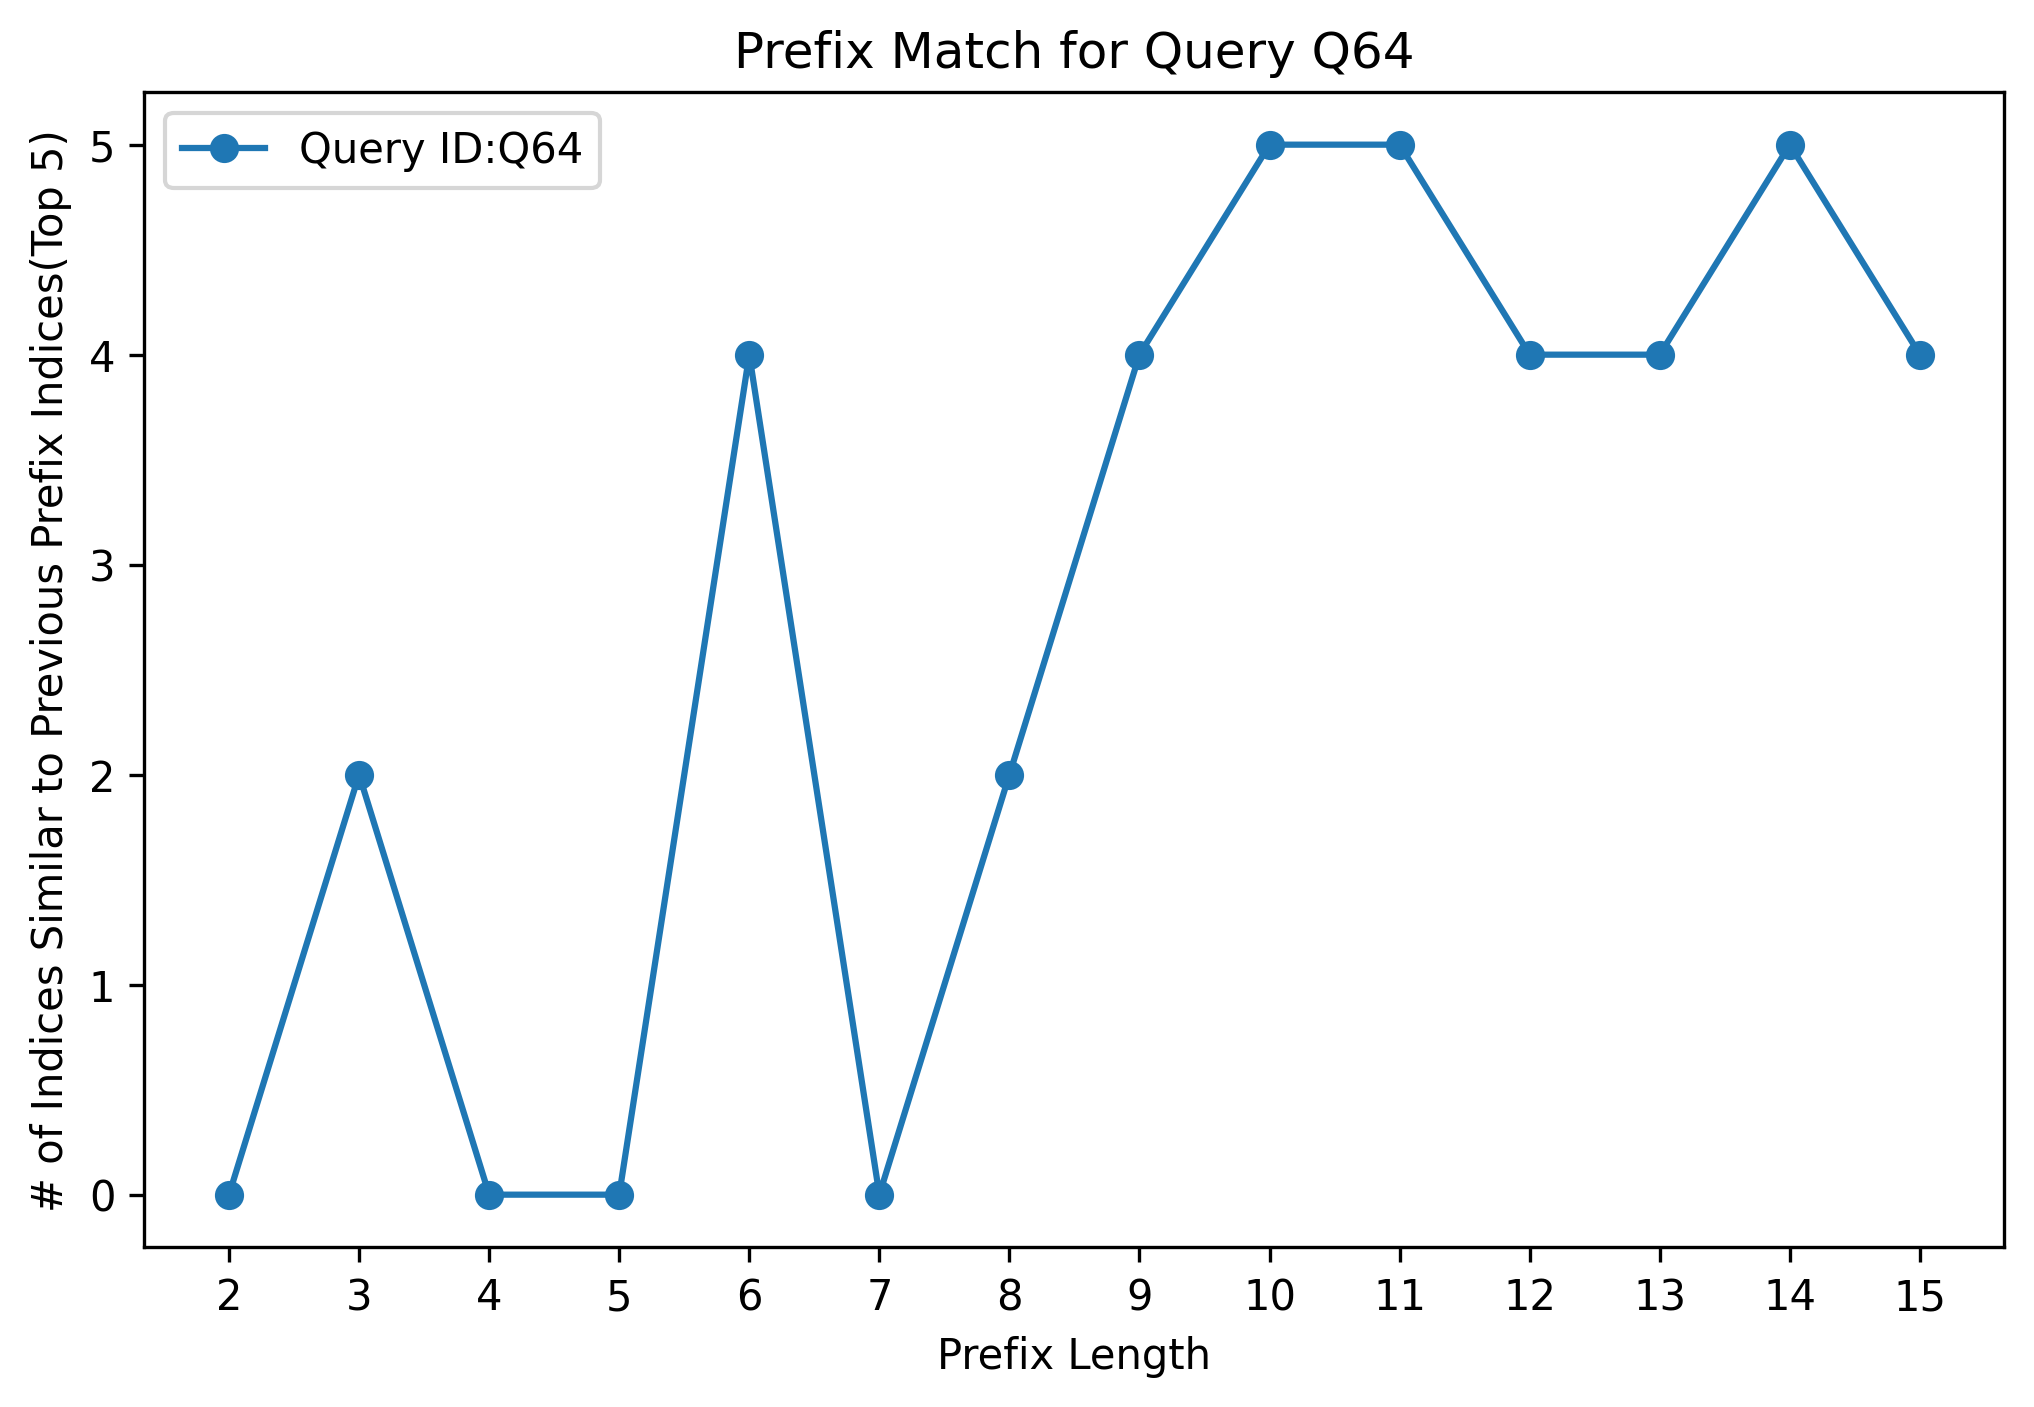 Prefix Match for Query Q64
Query ID:Q64
# of Indices Similar to Previous Prefix Indices(Top 5)
5
4
3
2
1
0
2 3 4 5 6 7 8 9 10 11 12 13 14 15
Prefix Length